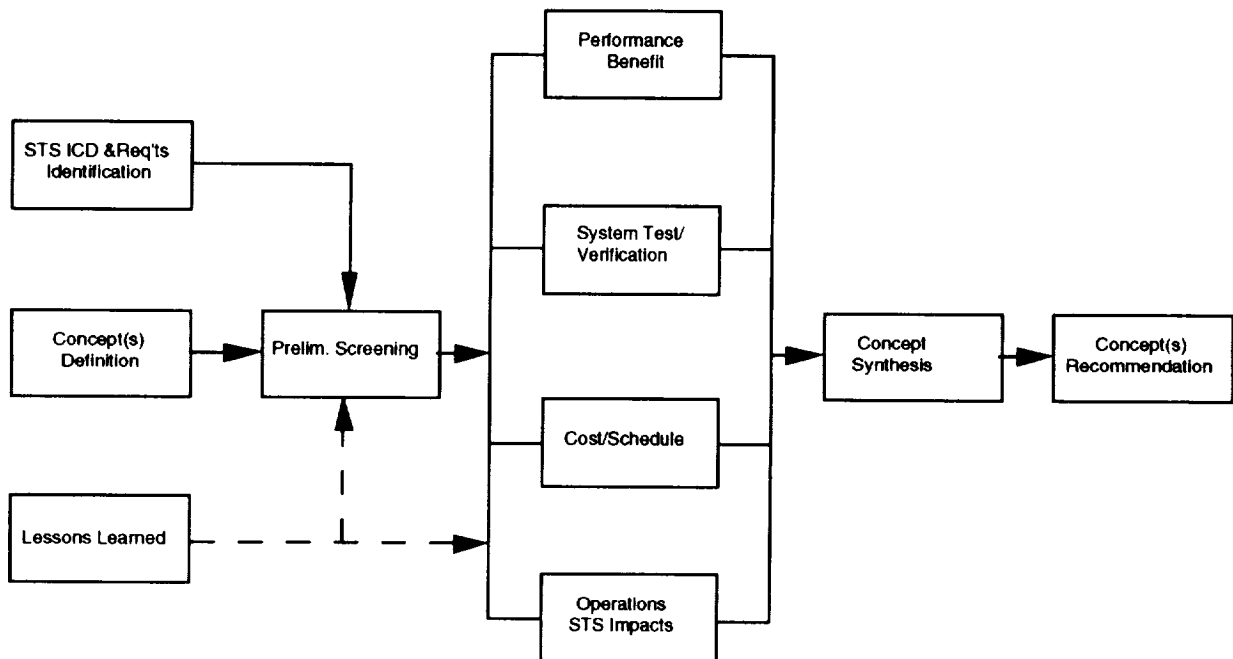 Performance
Benefit
STS ICD &Req'ts
Identification
System Test/
Verification
Concept(s)
Definition
Prelim. Screening
Concept
Synthesis
Concept(s)
Recommendation
Cost/Schedule
Lessons Learned
Operations
STS Impacts